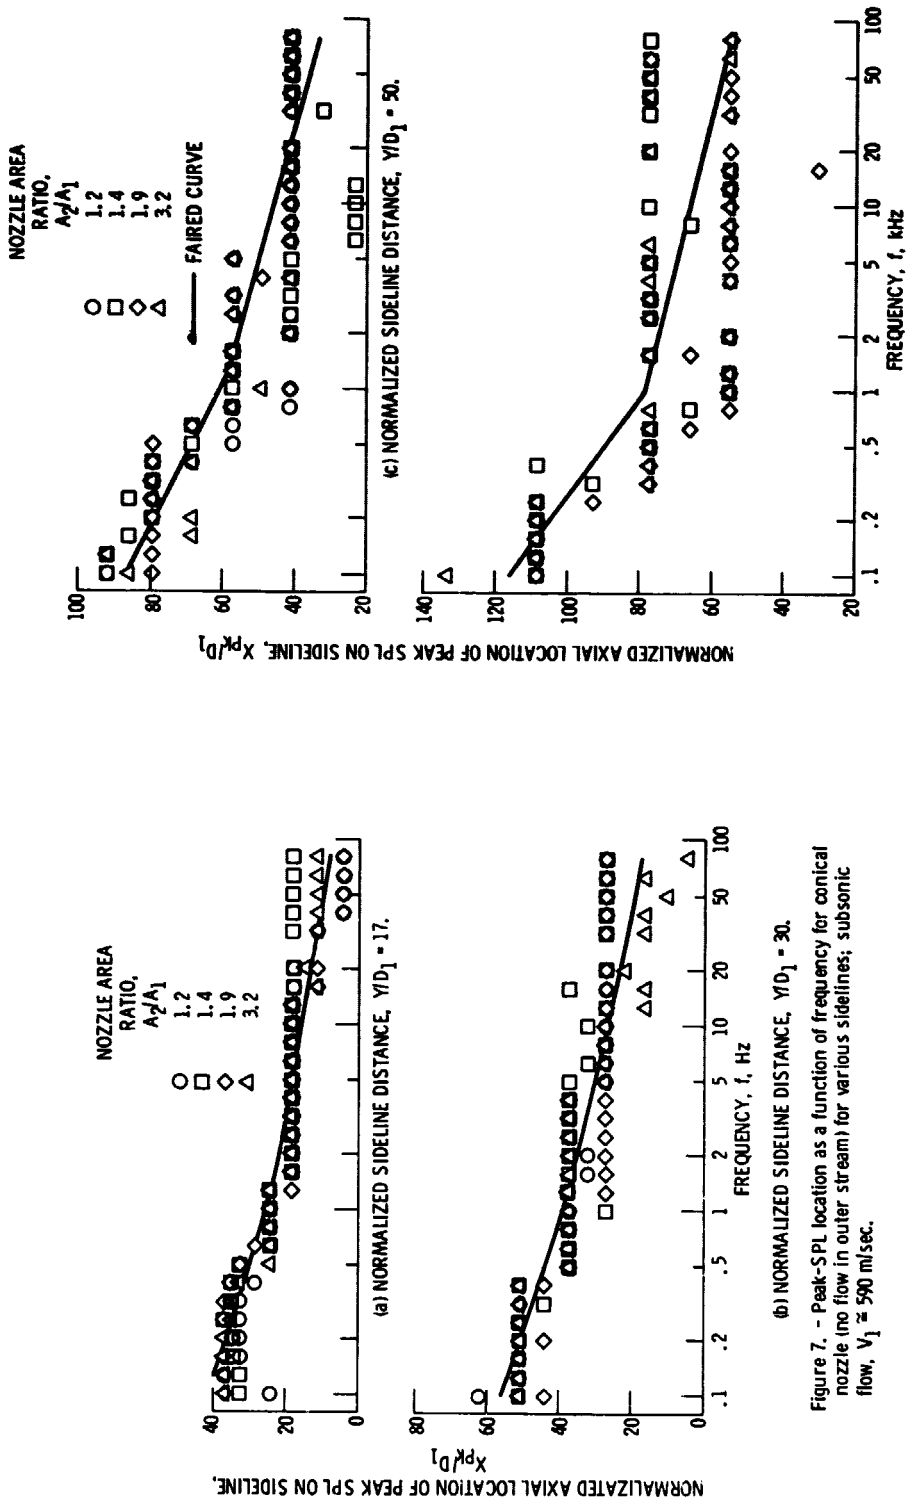 NOZZLE AREA
RATIO,
A2/A1
1.2
1.4
1.9
3.2
40
20
0
(a) NORMALIZED SIDELINE DISTANCE, Y/D1 = 17.
NORMALIZATED AXIAL LOCATION OF PEAK SPL ON SIDELINE,
XPK/D1
80
60
40
20
0
.1
.2
.5
1
2
5
10
20
50
100
FREQUENCY, f, Hz
(b) NORMALIZED SIDELINE DISTANCE, Y/D1 = 30.
Figure 7. - Peak-SPL location as a function of frequency for conical
nozzle (no flow in outer stream) for various sidelines; subsonic
flow, V1 ≅ 590 m/sec.
NOZZLE AREA
RATIO,
A2/A1
1.2
1.4
1.9
3.2
FAIRED CURVE
100
80
60
40
20
(c) NORMALIZED SIDELINE DISTANCE, Y/D1 = 50.
NORMALIZED AXIAL LOCATION OF PEAK SPL ON SIDELINE, XPK/D1
140
120
100
80
60
40
20
.1
.2
.5
1
2
5
10
20
50
100
FREQUENCY, f, kHz